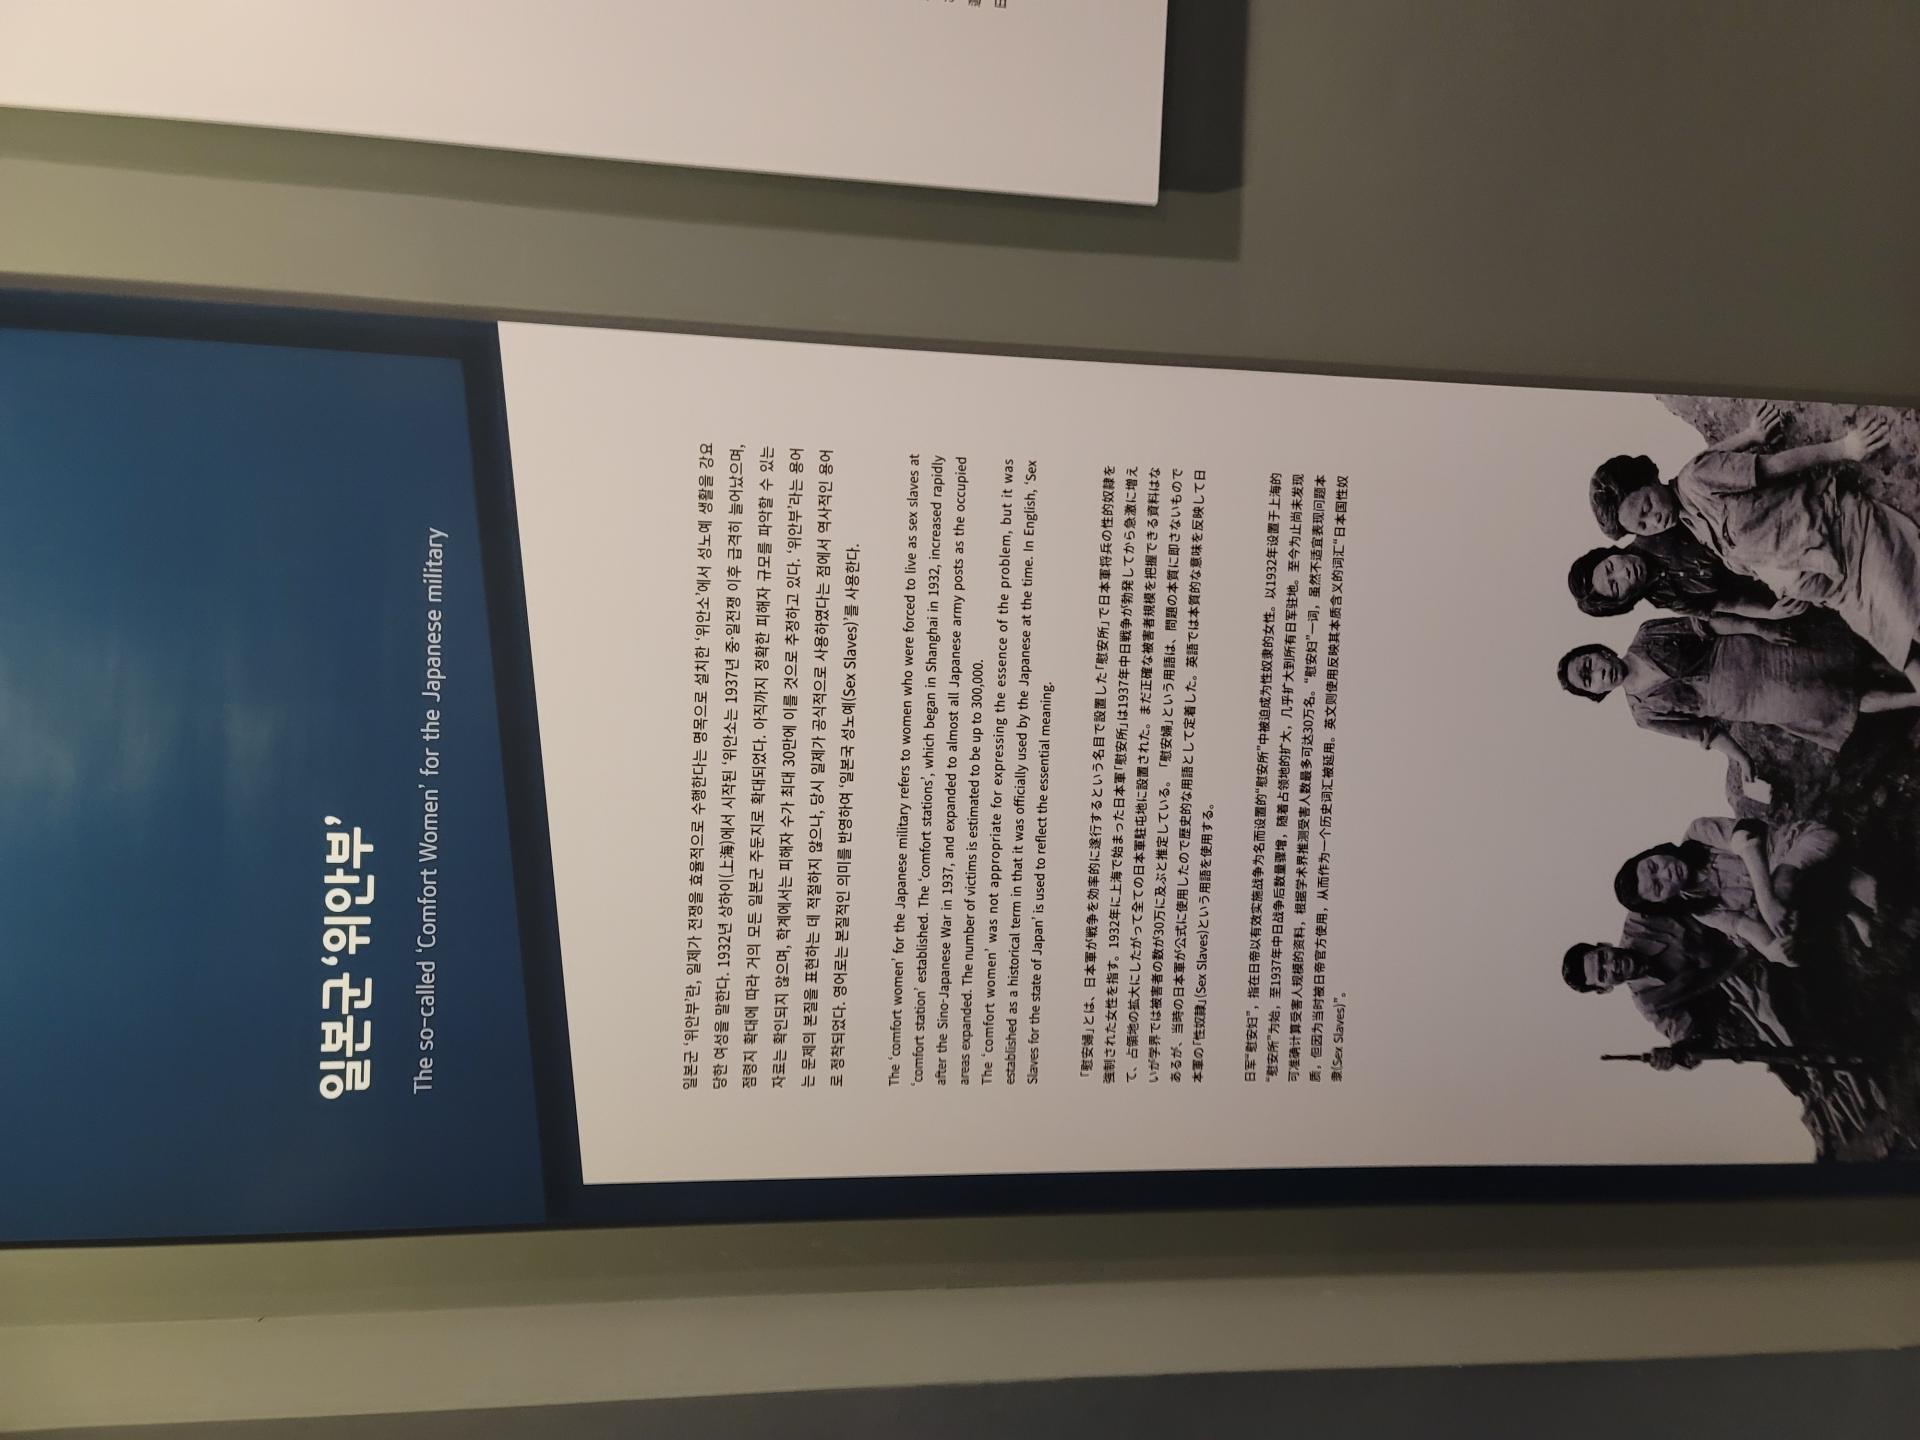 일본군 ‘위안부’
The so-called ‘Comfort Women’ for the Japanese military
일본군 ‘위안부’란, 일제가 전쟁을 효율적으로 수행한다는 명목으로 설치한 ‘위안소’에서 성노예 생활을 강요
당한 여성을 말한다. 1932년 상하이(上海)에서 시작된 ‘위안소’는 1937년 중·일전쟁 이후 급격히 늘어났으며,
점령지 확대에 따라 거의 모든 일본군 주둔지로 확대되었다. 아직까지 정확한 피해자 규모를 파악할 수 있는
자료는 확인되지 않으며, 학계에서는 피해자 수가 최대 30만에 이를 것으로 추정하고 있다. ‘위안부’라는 용어
는 문제의 본질을 표현하는 데 적절하지 않으나, 당시 일제가 공식적으로 사용하였다는 점에서 역사적인 용어
로 정착되었다. 영어로는 본질적인 의미를 반영하여 ‘일본국 성노예(Sex Slaves)’를 사용한다.
The ‘comfort women’ for the Japanese military refers to women who were forced to live as sex slaves at
‘comfort station’ established. The ‘comfort stations’, which began in Shanghai in 1932, increased rapidly
after the Sino-Japanese War in 1937, and expanded to almost all Japanese army posts as the occupied
areas expanded. The number of victims is estimated to be up to 300,000.
The ‘comfort women’ was not appropriate for expressing the essence of the problem, but it was
established as a historical term in that it was officially used by the Japanese at the time. In English, ‘Sex
Slaves for the state of Japan’ is used to reflect the essential meaning.
「慰安婦」とは、日本軍が戦争を効率的に遂行するという名目で設置した「慰安所」で日本軍将兵の性的奴隷を
強制された女性を指す。1932年に上海で始まった日本軍「慰安所」は1937年中日戦争が勃発してから急激に増え
て、占領地の拡大にしたがって全ての日本軍駐屯地に設置された。まだ正確な被害者規模を把握できる資料はな
いが学界では被害者の数が30万に及ぶと推定している。「慰安婦」という用語は、問題の本質に即さないもので
あるが、当時の日本軍が公式に使用したので歴史的な用語として定着した。英語では本質的な意味を反映して日
本軍の「性奴隷」(Sex Slaves)という用語を使用する。
日军“慰安妇”，指在日帝以有效实施战争为名而设置的“慰安所”中被迫成为性奴隶的女性。以1932年设置于上海的
“慰安所”为始，至1937年中日战争后数量骤增，随着占领地的扩大，几乎扩大到所有日军驻地。至今为止尚未发现
可准确计算受害人规模的资料，根据学术界推测受害人数最多可达30万名。“慰安妇”一词，虽然不适宜表现问题本
质，但因为当时被日帝官方使用，从而作为一个历史词汇被延用。英文则使用反映其本质含义的词汇“日本国性奴
隶(Sex Slaves)”。